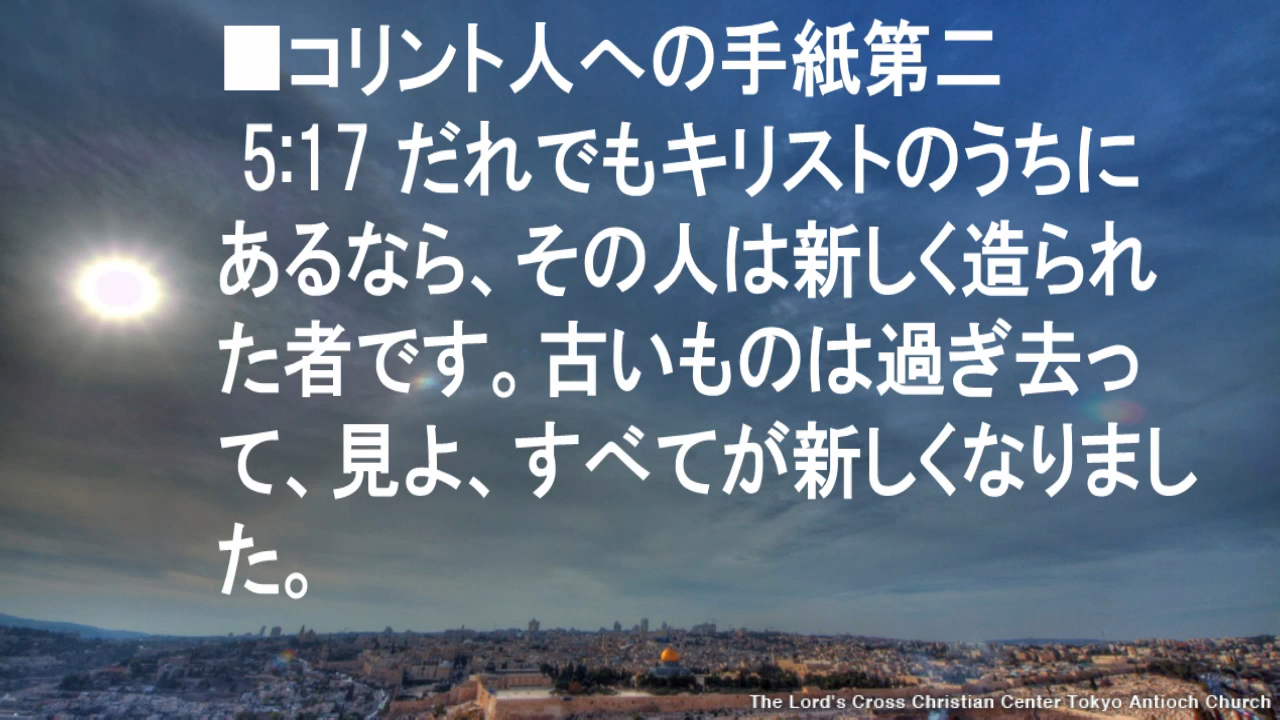 ■コリント人への手紙第二
5:17 だれでもキリストのうちに
あるなら、その人は新しく造られ
た者です。古いものは過ぎ去っ
て、見よ、すべてが新しくなりまし
た。
The Lord's Cross Christian Center Tokyo Antioch Church